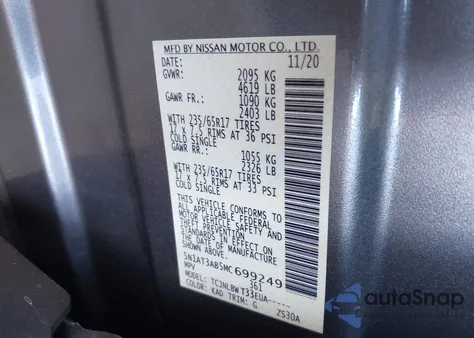 MFD BY NISSAN MOTOR CO., LTD.
DATE: 11/20
GVWR: 2095 KG
4619 LB
GAWR FR.: 1090 KG
2403 LB
WITH 235/65R17 TIRES
17 x 7.5 RIMS AT 36 PSI
COLD SINGLE
GAWR RR.: 1055 KG
2326 LB
WITH 235/65R17 TIRES
17 x 7.5 RIMS AT 33 PSI
COLD SINGLE
THIS VEHICLE CONFORMS TO
ALL APPLICABLE FEDERAL
MOTOR VEHICLE SAFETY AND
THEFT PREVENTION STANDARDS
IN EFFECT ON THE DATE OF
MANUFACTURE SHOWN ABOVE.
5N1AT3AB5MC 699249
MPV 361
MODEL: TCJNLBWT33EUA-----
COLOR: KAD TRIM: G ZS30A
autoSnap